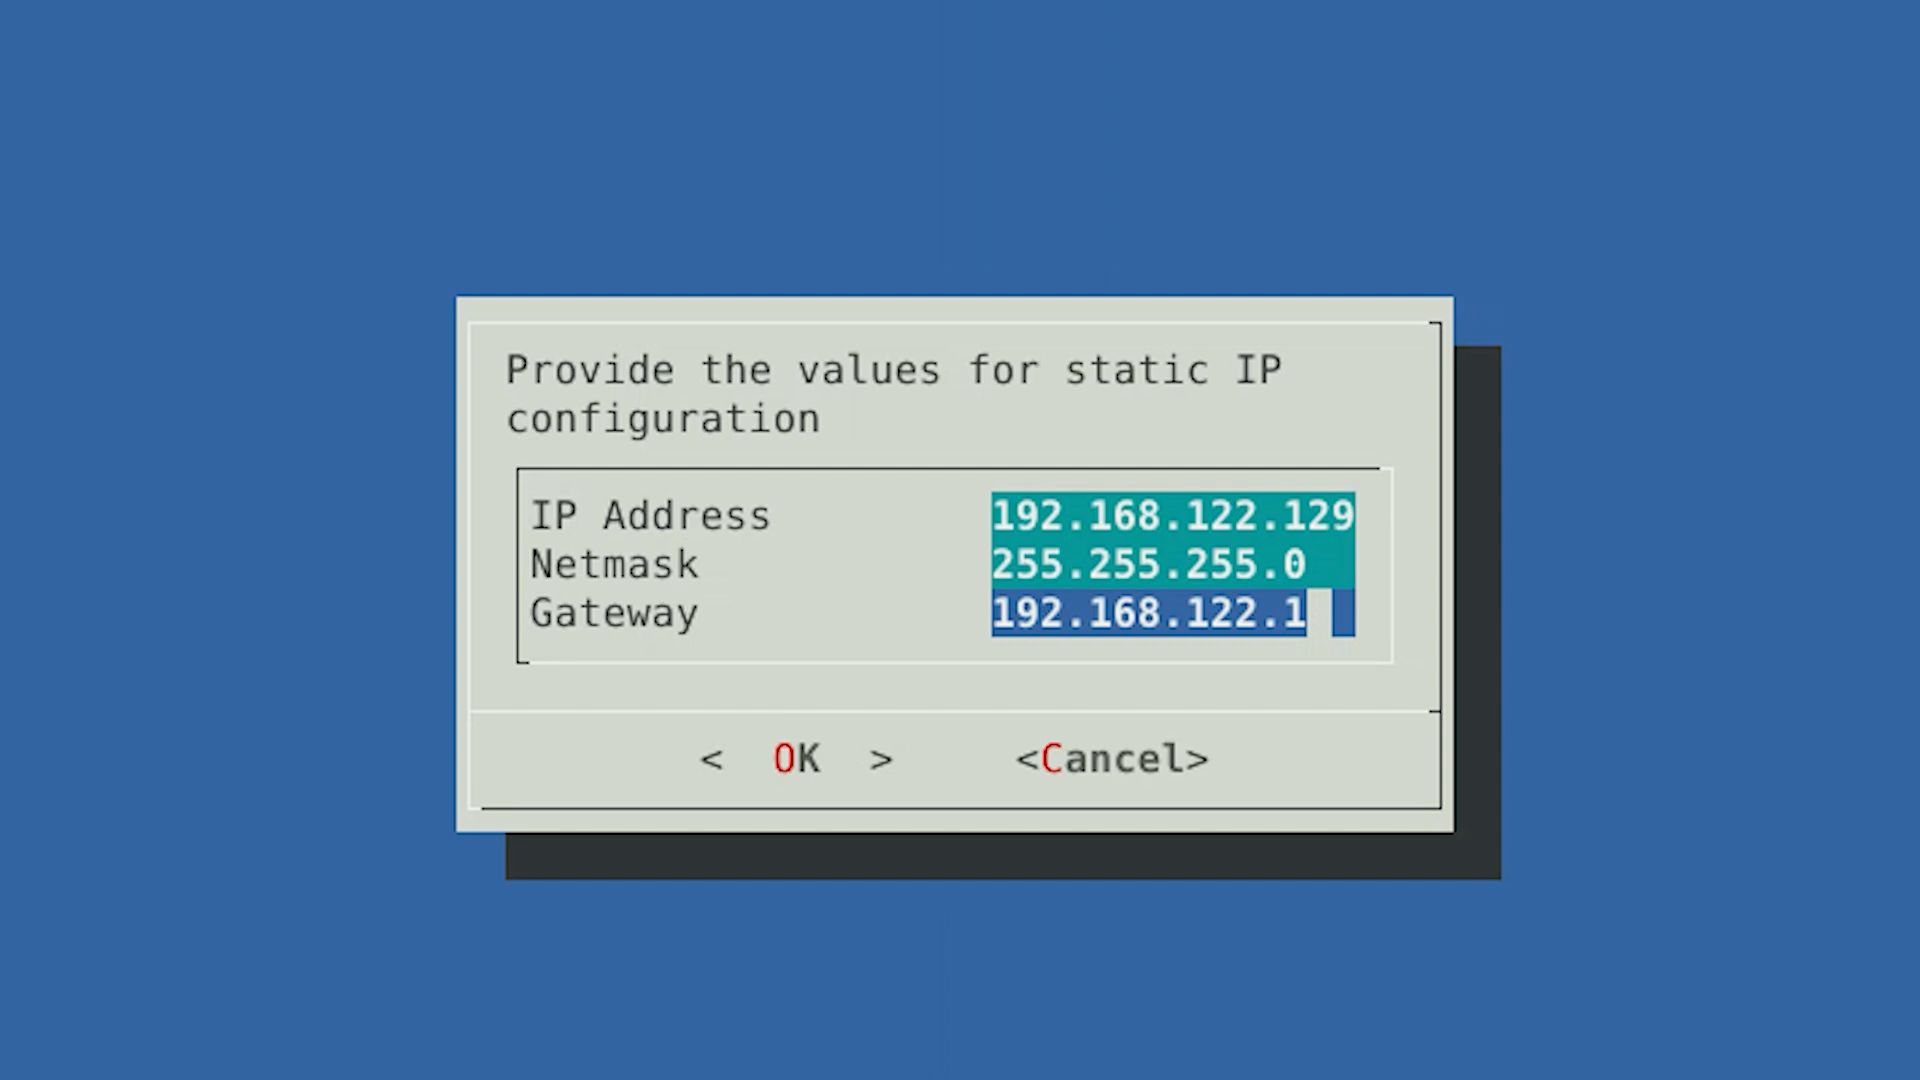 Provide the values for static IP
configuration
IP Address 192.168.122.129
Netmask 255.255.255.0
Gateway 192.168.122.1
< OK > <Cancel>